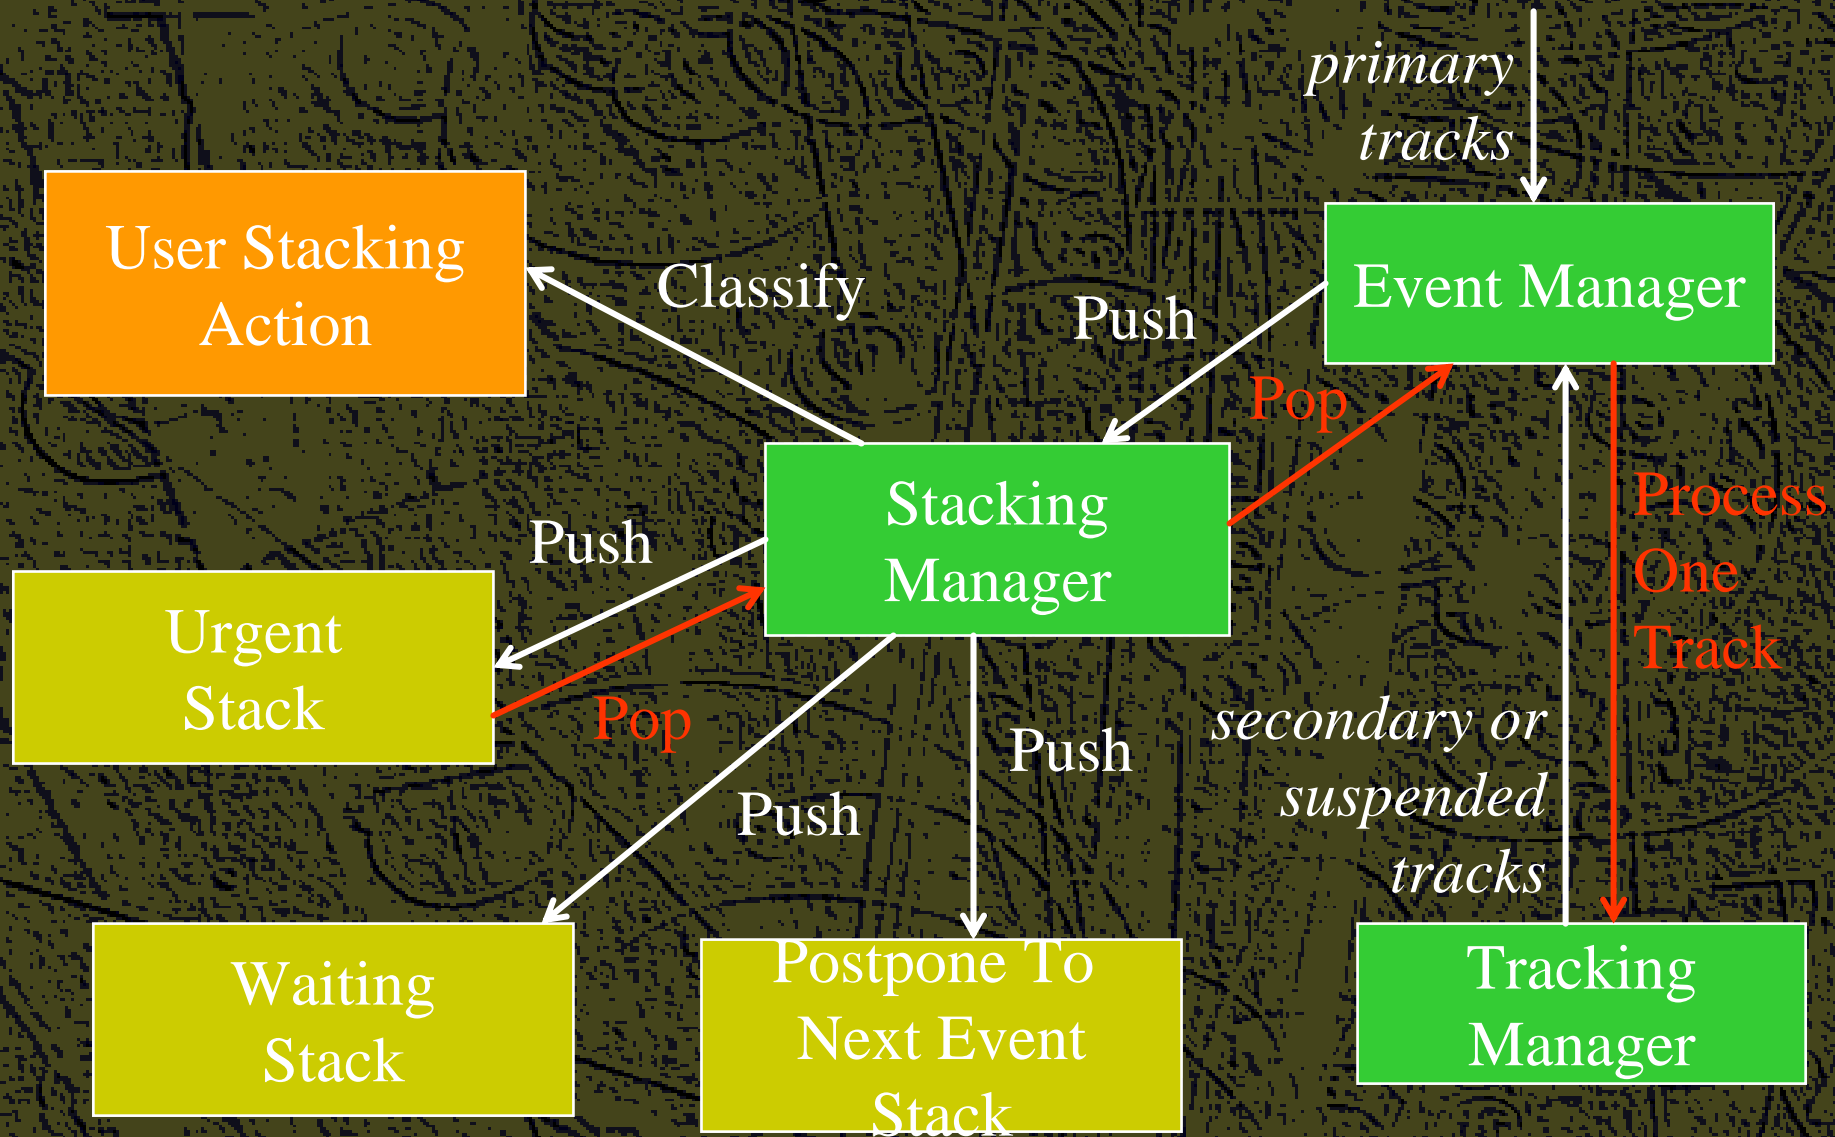 primary
tracks
User Stacking
Action
Classify
Push
Event Manager
Pop
Stacking
Manager
Process
One
Track
Push
Urgent
Stack
Pop
Push
Push
secondary or
suspended
tracks
Waiting
Stack
Postpone To
Next Event
Stack
Tracking
Manager